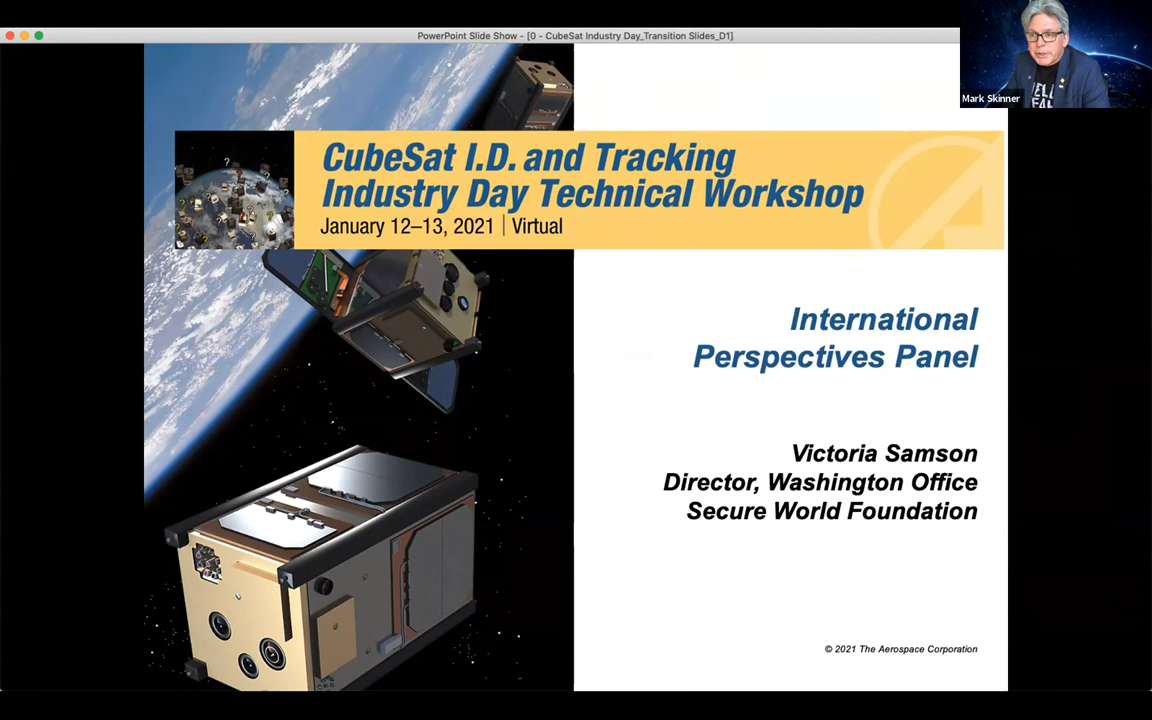 PowerPoint Slide Show - [0 - CubeSat Industry Day_Transition Slides_D1]
Mark Skinner
CubeSat I.D. and Tracking
Industry Day Technical Workshop
January 12–13, 2021 | Virtual
International
Perspectives Panel
Victoria Samson
Director, Washington Office
Secure World Foundation
© 2021 The Aerospace Corporation